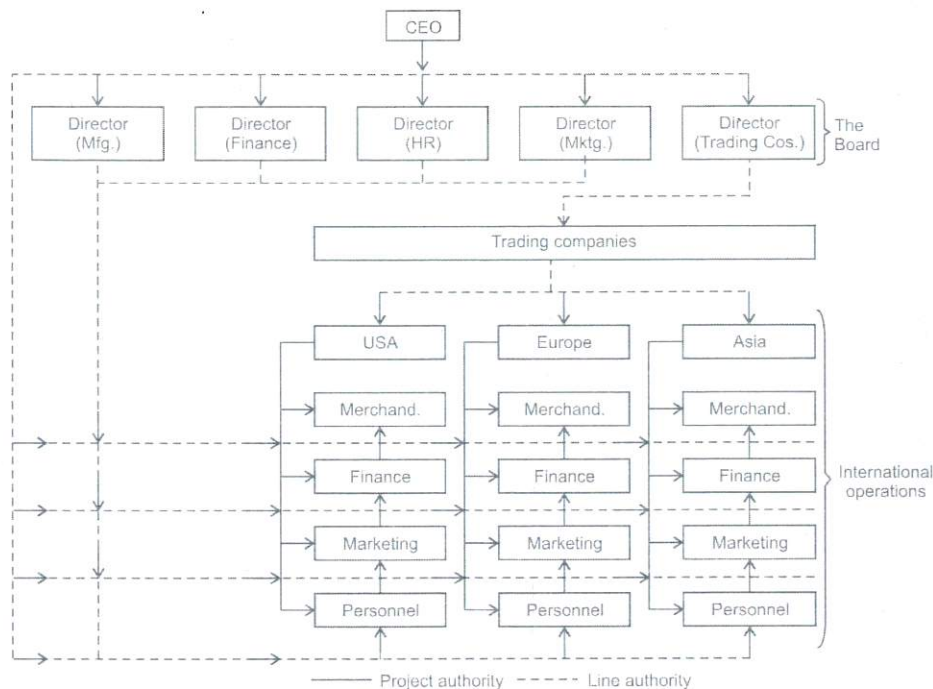 CEO
Director
(Mfg.)
Director
(Finance)
Director
(HR)
Director
(Mktg.)
Director
(Trading Cos.)
The
Board
Trading companies
USA
Europe
Asia
Merchand.
Merchand.
Merchand.
Finance
Finance
Finance
International
operations
Marketing
Marketing
Marketing
Personnel
Personnel
Personnel
Project authority
Line authority